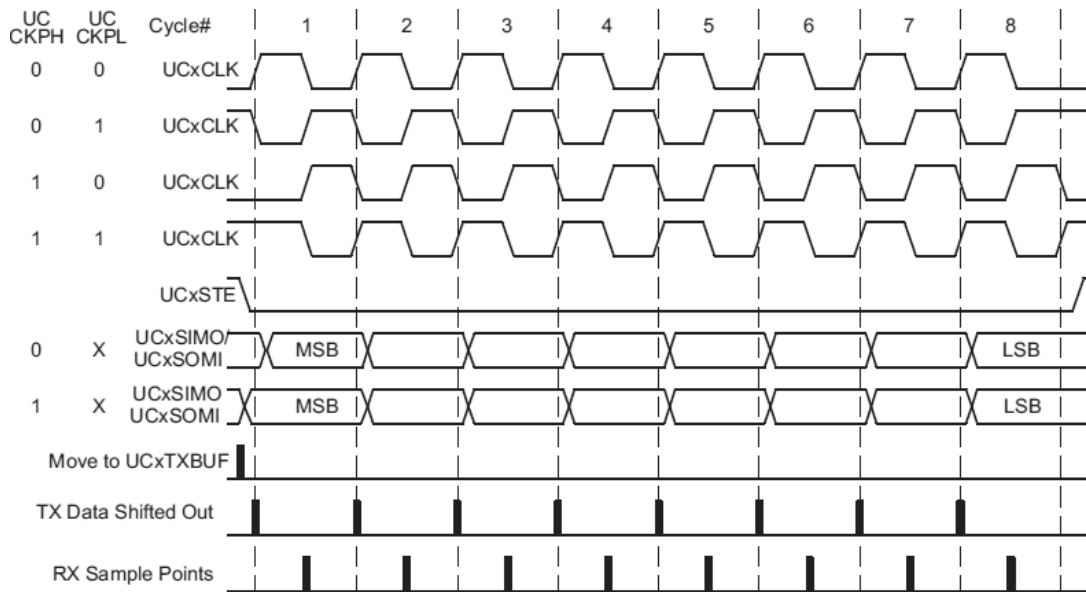 UC UC
CKPH CKPL Cycle# 1 2 3 4 5 6 7 8
0 0 UCxCLK
0 1 UCxCLK
1 0 UCxCLK
1 1 UCxCLK
UCxSTE
0 X UCxSIMO/
UCxSOMI MSB LSB
1 X UCxSIMO
UCxSOMI MSB LSB
Move to UCxTXBUF
TX Data Shifted Out
RX Sample Points